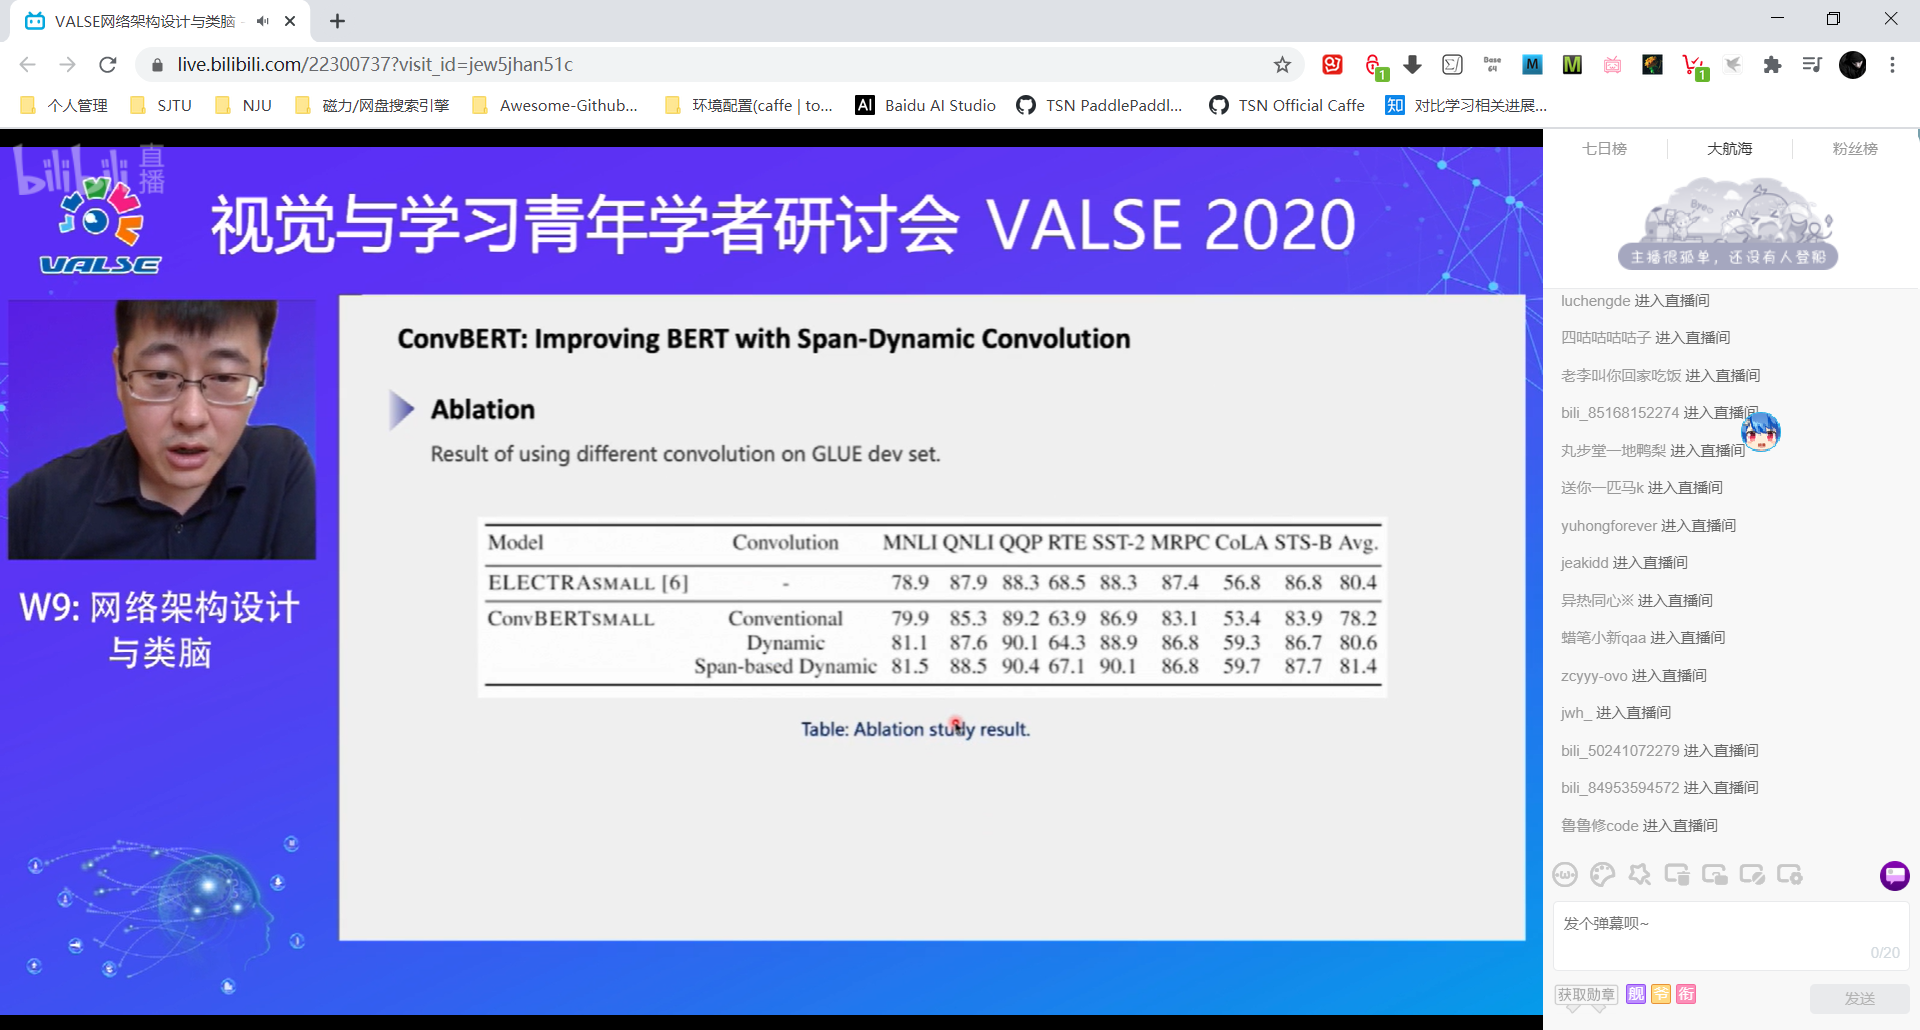 VALSE网络架构设计与类脑
live.bilibili.com/22300737?visit_id=jew5jhan51c
个人管理
SJTU
NJU
磁力/网盘搜索引擎
Awesome-Github...
环境配置(caffe | to...
AI Baidu AI Studio
TSN PaddlePaddl...
TSN Official Caffe
知 对比学习相关进展...
bilibili 直播
VALSE
视觉与学习青年学者研讨会 VALSE 2020
ConvBERT: Improving BERT with Span-Dynamic Convolution
Ablation
Result of using different convolution on GLUE dev set.
Model Convolution MNLI QNLI QQP RTE SST-2 MRPC CoLA STS-B Avg.
ELECTRASMALL [6] - 78.9 87.9 88.3 68.5 88.3 87.4 56.8 86.8 80.4
ConvBERTSMALL Conventional 79.9 85.3 89.2 63.9 86.9 83.1 53.4 83.9 78.2
Dynamic 81.1 87.6 90.1 64.3 88.9 86.8 59.3 86.7 80.6
Span-based Dynamic 81.5 88.5 90.4 67.1 90.1 86.8 59.7 87.7 81.4
Table: Ablation study result.
W9: 网络架构设计
与类脑
七日榜
大航海
粉丝榜
主播很孤单，还没有人登船
luchengde 进入直播间
四咕咕咕咕子 进入直播间
老李叫你回家吃饭 进入直播间
bili_85168152274 进入直播间
丸步堂一地鸭梨 进入直播间
送你一匹马k 进入直播间
yuhongforever 进入直播间
jeakidd 进入直播间
异热同心※ 进入直播间
蜡笔小新qaa 进入直播间
zcyyy-ovo 进入直播间
jwh_ 进入直播间
bili_50241072279 进入直播间
bili_84953594572 进入直播间
鲁鲁修code 进入直播间
发个弹幕呗~
0/20
获取勋章
舰
爷
衔
发送